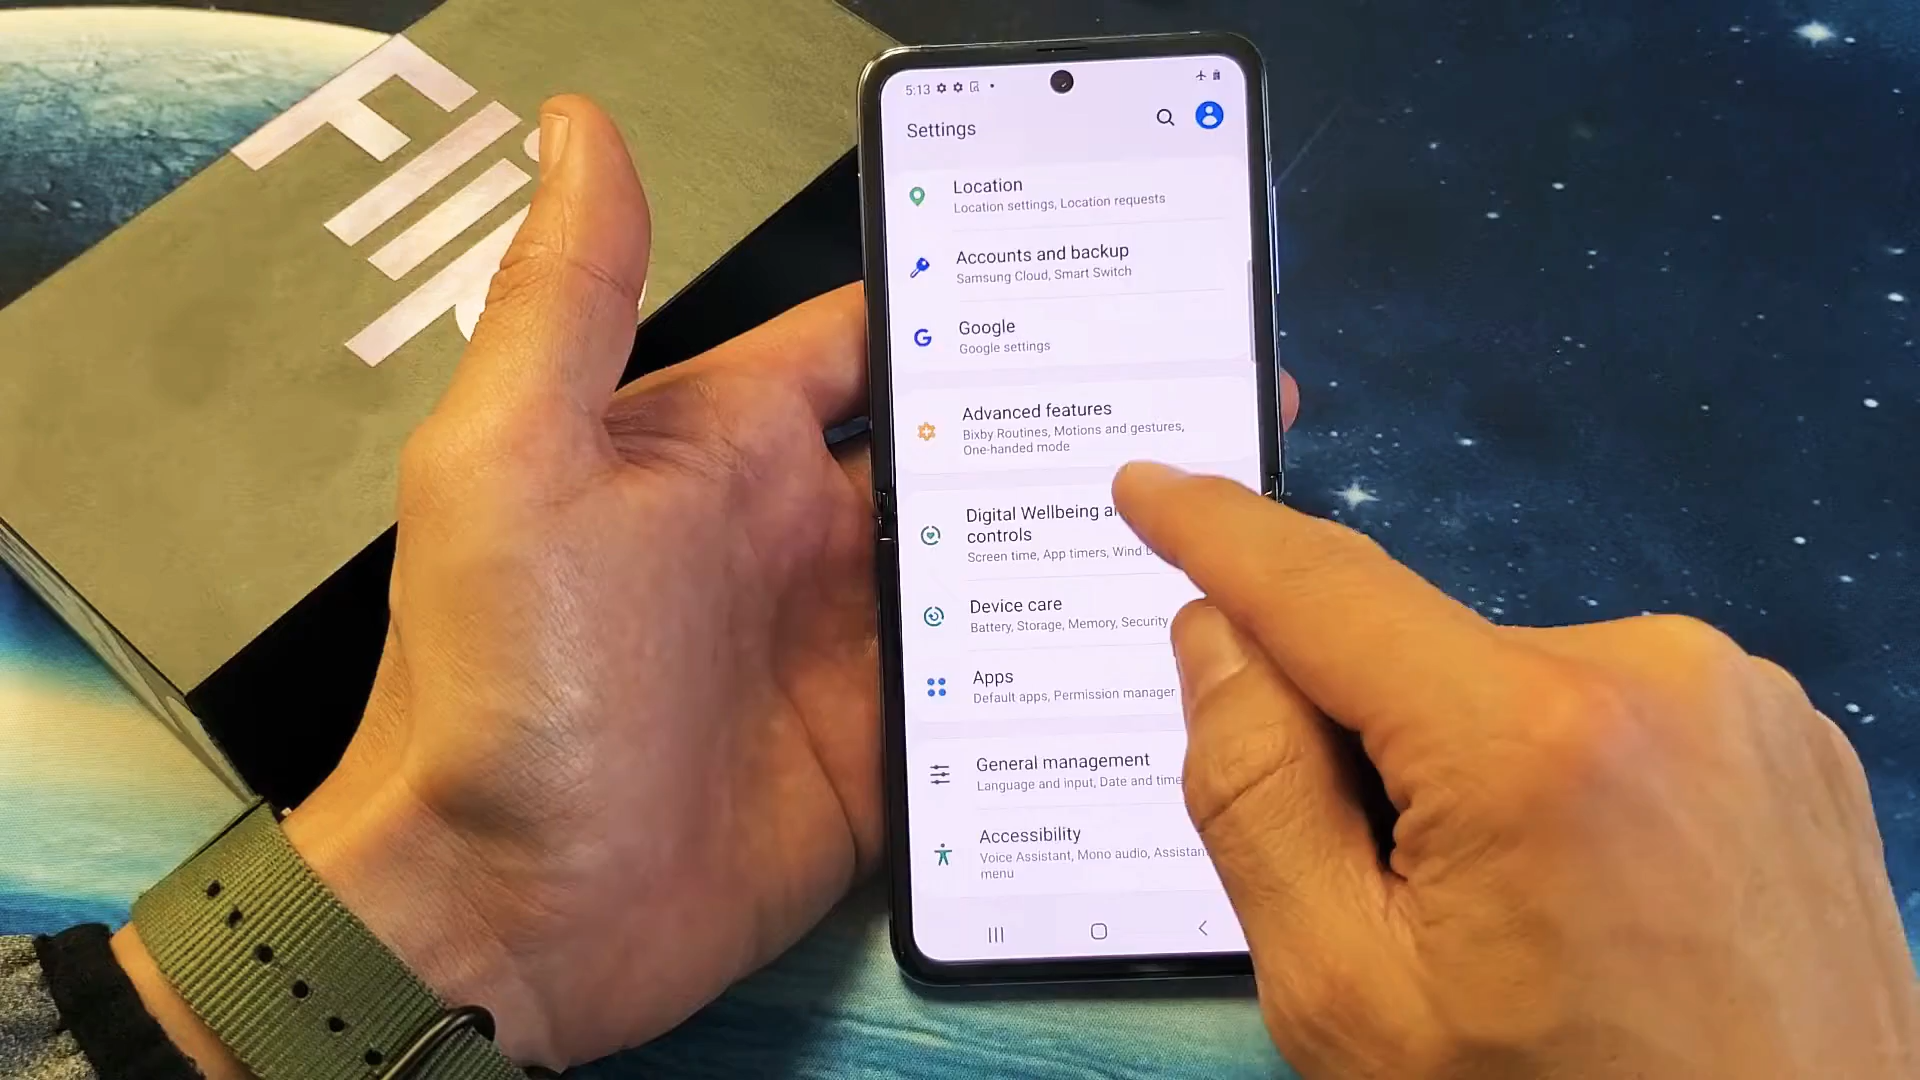 Flip
5:13
Settings
Location
Location settings, Location requests
Accounts and backup
Samsung Cloud, Smart Switch
Google
Google settings
Advanced features
Bixby Routines, Motions and gestures,
One-handed mode
Digital Wellbeing
controls
Screen time, App timers, Wind
Device care
Battery, Storage, Memory, Security
Apps
Default apps, Permission manager
General management
Language and input, Date and time
Accessibility
Voice Assistant, Mono audio, Assistant
menu